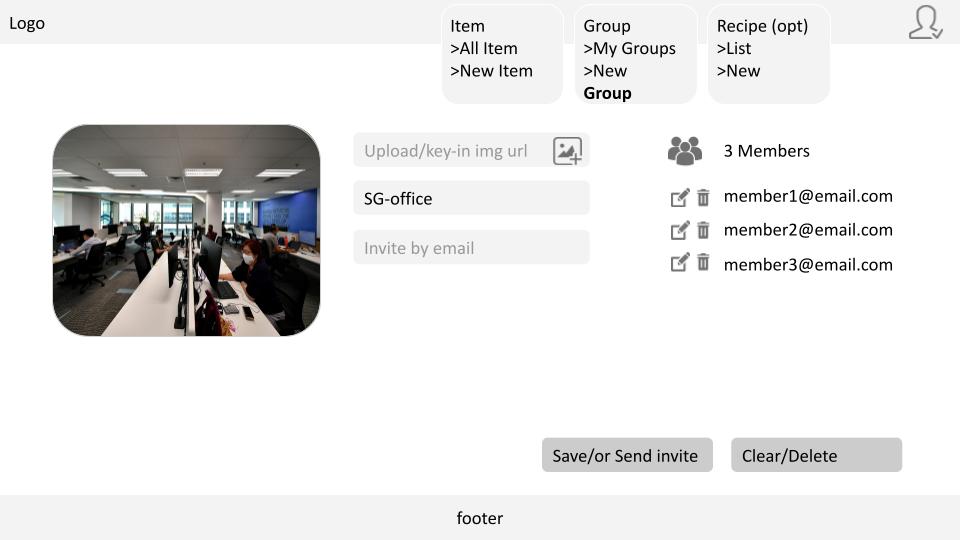 Logo
Item
>All Item
>New Item
Group
>My Groups
>New
Group
Recipe (opt)
>List
>New
Upload/key-in img url
SG-office
Invite by email
3 Members
member1@email.com
member2@email.com
member3@email.com
Save/or Send invite
Clear/Delete
footer